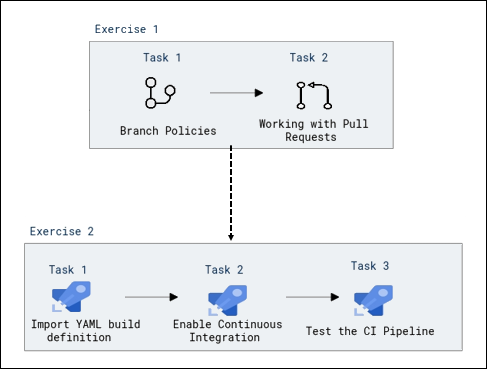 Exercise 1
Task 1
Task 2
Branch Policies
Working with Pull
Requests
Exercise 2
Task 1
Task 2
Task 3
Import YAML build
definition
Enable Continuous
Integration
Test the CI Pipeline